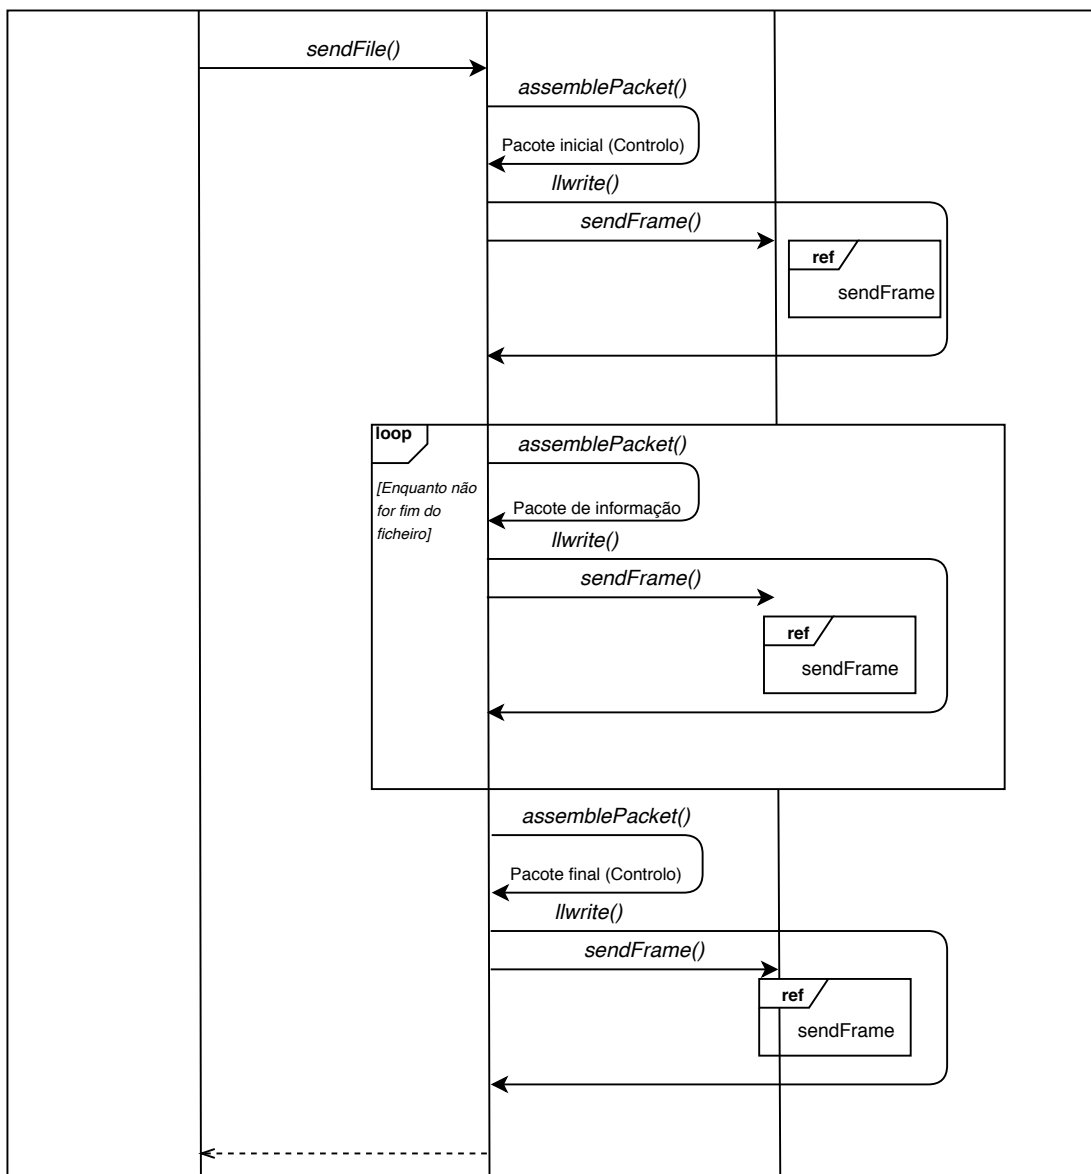 sendFile()
assemblePacket()
Pacote inicial (Controlo)
llwrite()
sendFrame()
ref
sendFrame
loop
assemblePacket()
[Enquanto não
for fim do
ficheiro]
Pacote de informação
llwrite()
sendFrame()
ref
sendFrame
assemblePacket()
Pacote final (Controlo)
llwrite()
sendFrame()
ref
sendFrame